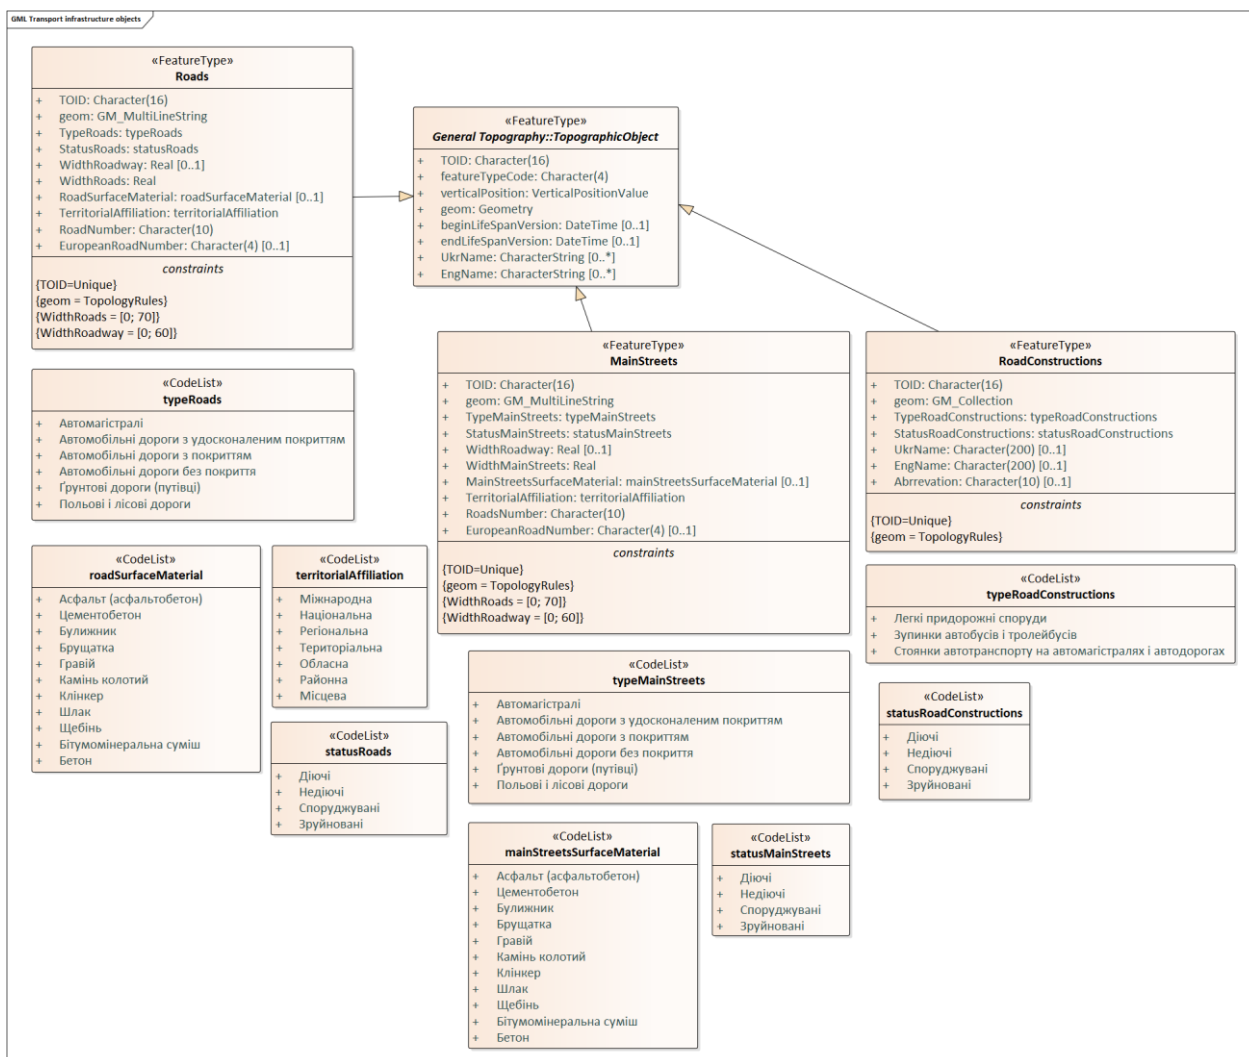 GML Transport infrastructure objects
«FeatureType»
Roads
+ TOID: Character(16)
+ geom: GM_MultiLineString
+ TypeRoads: typeRoads
+ StatusRoads: statusRoads
+ WidthRoadway: Real [0..1]
+ WidthRoads: Real
+ RoadSurfaceMaterial: roadSurfaceMaterial [0..1]
+ TerritorialAffiliation: territorialAffiliation
+ RoadNumber: Character(10)
+ EuropeanRoadNumber: Character(4) [0..1]
constraints
{TOID=Unique}
{geom = TopologyRules}
{WidthRoads = [0; 70]}
{WidthRoadway = [0; 60]}
«FeatureType»
General Topography::TopographicObject
+ TOID: Character(16)
+ featureTypeCode: Character(4)
+ verticalPosition: VerticalPositionValue
+ geom: Geometry
+ beginLifeSpanVersion: DateTime [0..1]
+ endLifeSpanVersion: DateTime [0..1]
+ UkrName: CharacterString [0..*]
+ EngName: CharacterString [0..*]
«FeatureType»
MainStreets
+ TOID: Character(16)
+ geom: GM_MultiLineString
+ TypeMainStreets: typeMainStreets
+ StatusMainStreets: statusMainStreets
+ WidthRoadway: Real [0..1]
+ WidthMainStreets: Real
+ MainStreetsSurfaceMaterial: mainStreetsSurfaceMaterial [0..1]
+ TerritorialAffiliation: territorialAffiliation
+ RoadsNumber: Character(10)
+ EuropeanRoadNumber: Character(4) [0..1]
constraints
{TOID=Unique}
{geom = TopologyRules}
{WidthRoads = [0; 70]}
{WidthRoadway = [0; 60]}
«FeatureType»
RoadConstructions
+ TOID: Character(16)
+ geom: GM_Collection
+ TypeRoadConstructions: typeRoadConstructions
+ StatusRoadConstructions: statusRoadConstructions
+ UkrName: Character(200) [0..1]
+ EngName: Character(200) [0..1]
+ Abrrevation: Character(10) [0..1]
constraints
{TOID=Unique}
{geom = TopologyRules}
«CodeList»
typeRoads
+ Автомагістралі
+ Автомобільні дороги з удосконаленим покриттям
+ Автомобільні дороги з покриттям
+ Автомобільні дороги без покриття
+ Ґрунтові дороги (путівці)
+ Польові і лісові дороги
«CodeList»
roadSurfaceMaterial
+ Асфальт (асфальтобетон)
+ Цементобетон
+ Булижник
+ Брущатка
+ Гравій
+ Камінь колотий
+ Клінкер
+ Шлак
+ Щебінь
+ Бітумомінеральна суміш
+ Бетон
«CodeList»
territorialAffiliation
+ Міжнародна
+ Національна
+ Регіональна
+ Територіальна
+ Обласна
+ Районна
+ Місцева
«CodeList»
statusRoads
+ Діючі
+ Недіючі
+ Споруджувані
+ Зруйновані
«CodeList»
typeRoadConstructions
+ Легкі придорожні споруди
+ Зупинки автобусів і тролейбусів
+ Стоянки автотранспорту на автомагістралях і автодорогах
«CodeList»
typeMainStreets
+ Автомагістралі
+ Автомобільні дороги з удосконаленим покриттям
+ Автомобільні дороги з покриттям
+ Автомобільні дороги без покриття
+ Ґрунтові дороги (путівці)
+ Польові і лісові дороги
«CodeList»
statusRoadConstructions
+ Діючі
+ Недіючі
+ Споруджувані
+ Зруйновані
«CodeList»
mainStreetsSurfaceMaterial
+ Асфальт (асфальтобетон)
+ Цементобетон
+ Булижник
+ Брущатка
+ Гравій
+ Камінь колотий
+ Клінкер
+ Шлак
+ Щебінь
+ Бітумомінеральна суміш
+ Бетон
«CodeList»
statusMainStreets
+ Діючі
+ Недіючі
+ Споруджувані
+ Зруйновані